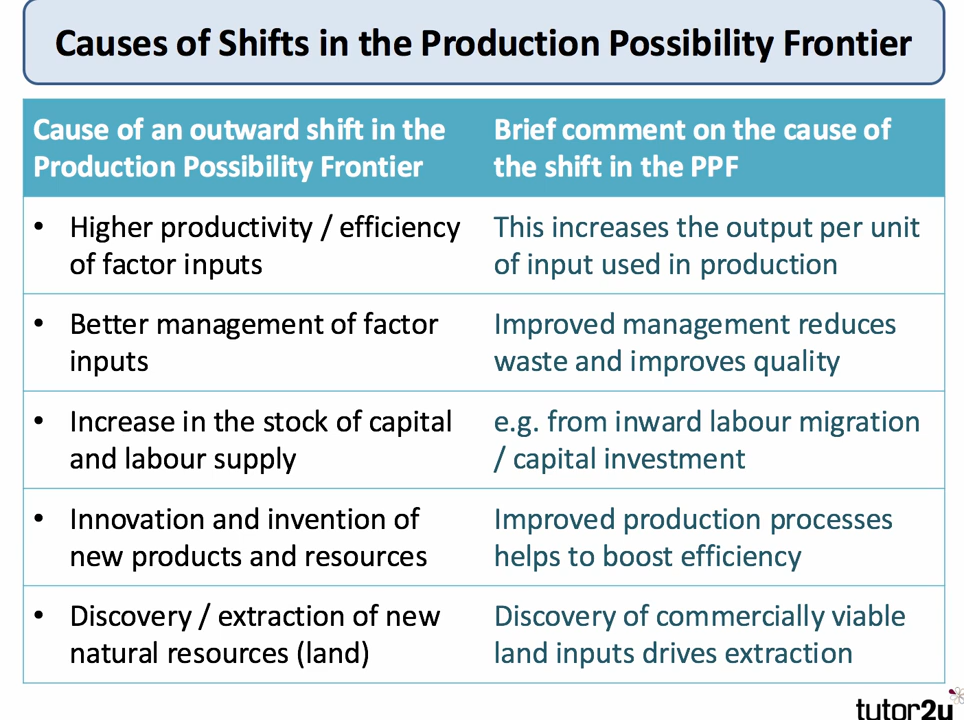 Causes of Shifts in the Production Possibility Frontier
Cause of an outward shift in the
Production Possibility Frontier
Brief comment on the cause of
the shift in the PPF
• Higher productivity / efficiency
of factor inputs
This increases the output per unit
of input used in production
• Better management of factor
inputs
Improved management reduces
waste and improves quality
• Increase in the stock of capital
and labour supply
e.g. from inward labour migration
/ capital investment
• Innovation and invention of
new products and resources
Improved production processes
helps to boost efficiency
• Discovery / extraction of new
natural resources (land)
Discovery of commercially viable
land inputs drives extraction
tutor2u